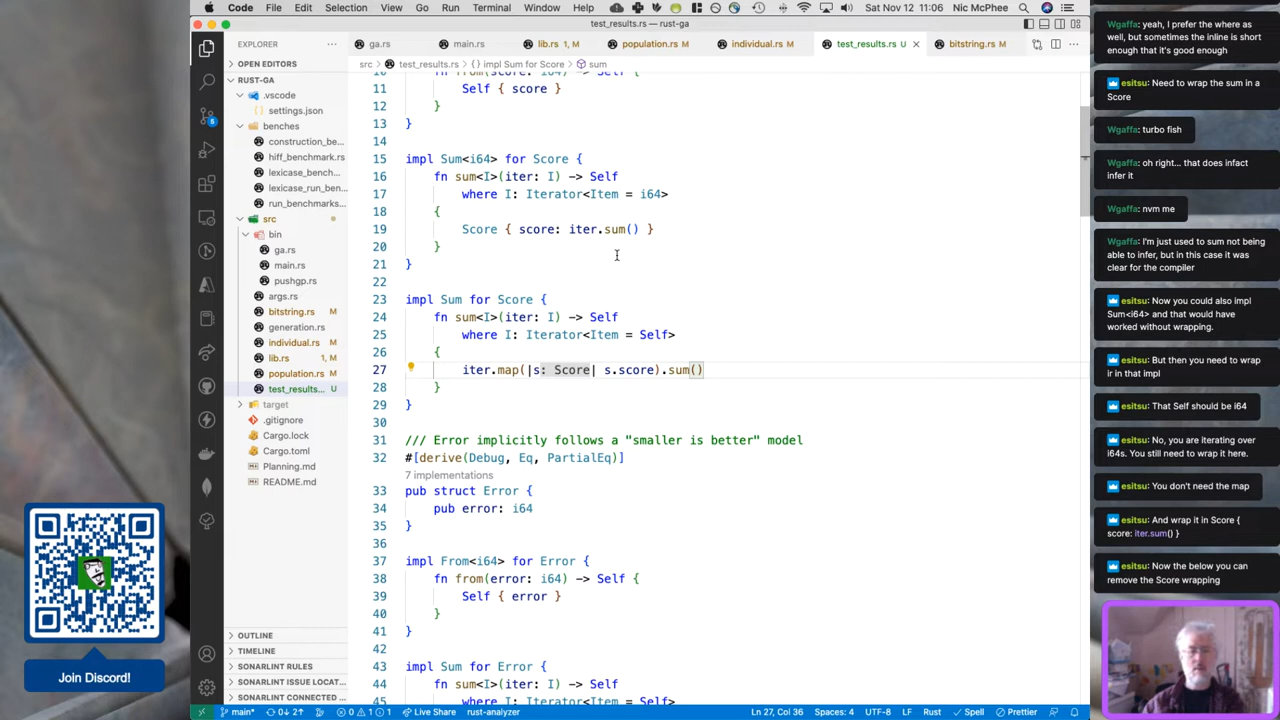 Code File Edit Selection View Go Run Terminal Window Help Sat Nov 12 11:06 Nic McPhee
test_results.rs — rust-ga
EXPLORER
ga.rs main.rs lib.rs 1, M population.rs M individual.rs M test_results.rs U bitstring.rs M
src > test_results.rs > impl Sum for Score > sum
OPEN EDITORS
RUST-GA
.vscode
settings.json
benches
construction_be...
hiff_benchmark.rs
lexicase_bench...
lexicase_run_ben...
run_benchmarks...
src
bin
ga.rs
main.rs
pushgp.rs
args.rs
bitstring.rs M
generation.rs
individual.rs M
lib.rs 1, M
population.rs M
test_results... U
target
.gitignore
Cargo.lock
Cargo.toml
Planning.md
README.md
OUTLINE
TIMELINE
SONARLINT RULES
SONARLINT ISSUE LOCAT...
SONARLINT CONNECTED ...
10 fn from(score: i64) -> Self {
11 Self { score }
12 }
13 }
14
15 impl Sum<i64> for Score {
16 fn sum<I>(iter: I) -> Self
17 where I: Iterator<Item = i64>
18 {
19 Score { score: iter.sum() }
20 }
21 }
22
23 impl Sum for Score {
24 fn sum<I>(iter: I) -> Self
25 where I: Iterator<Item = Self>
26 {
27 iter.map(|s: Score| s.score).sum()
28 }
29 }
30
31 /// Error implicitly follows a "smaller is better" model
32 #[derive(Debug, Eq, PartialEq)]
7 implementations
33 pub struct Error {
34 pub error: i64
35 }
36
37 impl From<i64> for Error {
38 fn from(error: i64) -> Self {
39 Self { error }
40 }
41 }
42
43 impl Sum for Error {
44 fn sum<I>(iter: I) -> Self
45 where I: Iterator<Item = Self>
main* 0↓ 2↑ 0 1 1 Live Share rust-analyzer Ln 27, Col 36 Spaces: 4 UTF-8 LF Rust Spell Prettier
Wgaffa: yeah, I prefer the where as
well, but sometimes the inline is short
enough that it's good enough
esitsu: Need to wrap the sum in a
Score
Wgaffa: turbo fish
Wgaffa: oh right... that does infact
infer it
Wgaffa: nvm me
Wgaffa: I'm just used to sum not being
able to infer, but in this case it was
clear for the compiler
esitsu: Now you could also impl
Sum<i64> and that would have
worked without wrapping.
esitsu: But then you need to wrap
ir in that impl
esitsu: That Self should be i64
esitsu: No, you are iterating over
i64s. You still need to wrap it here.
esitsu: You don't need the map
esitsu: And wrap it in Score {
score: iter.sum() }
esitsu: Now the below you can
remove the Score wrapping
Join Discord!